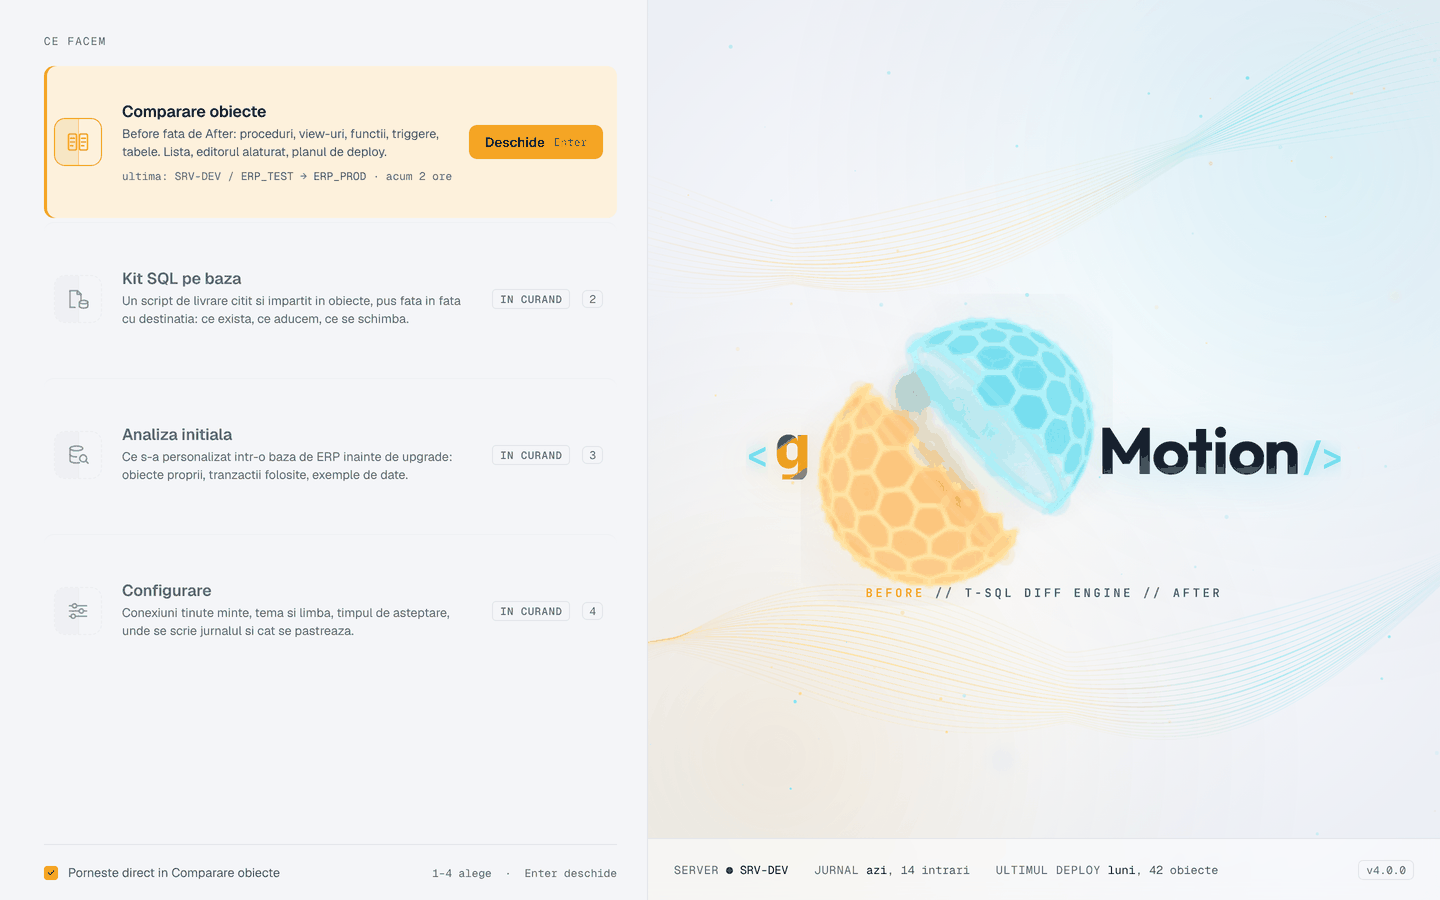 CE FACEM
Comparare obiecte
Before fata de After: proceduri, view-uri, functii, triggere,
tabele. Lista, editorul alaturat, planul de deploy.
ultima: SRV-DEV / ERP_TEST → ERP_PROD · acum 2 ore
Deschide Enter
Kit SQL pe baza
Un script de livrare citit si impartit in obiecte, pus fata in fata
cu destinatia: ce exista, ce aducem, ce se schimba.
IN CURAND 2
Analiza initiala
Ce s-a personalizat intr-o baza de ERP inainte de upgrade:
obiecte proprii, tranzactii folosite, exemple de date.
IN CURAND 3
Configurare
Conexiuni tinute minte, tema si limba, timpul de asteptare,
unde se scrie jurnalul si cat se pastreaza.
IN CURAND 4
Porneste direct in Comparare obiecte
1-4 alege · Enter deschide
< g Motion />
BEFORE // T-SQL DIFF ENGINE // AFTER
SERVER ● SRV-DEV JURNAL azi, 14 intrari ULTIMUL DEPLOY luni, 42 obiecte v4.0.0